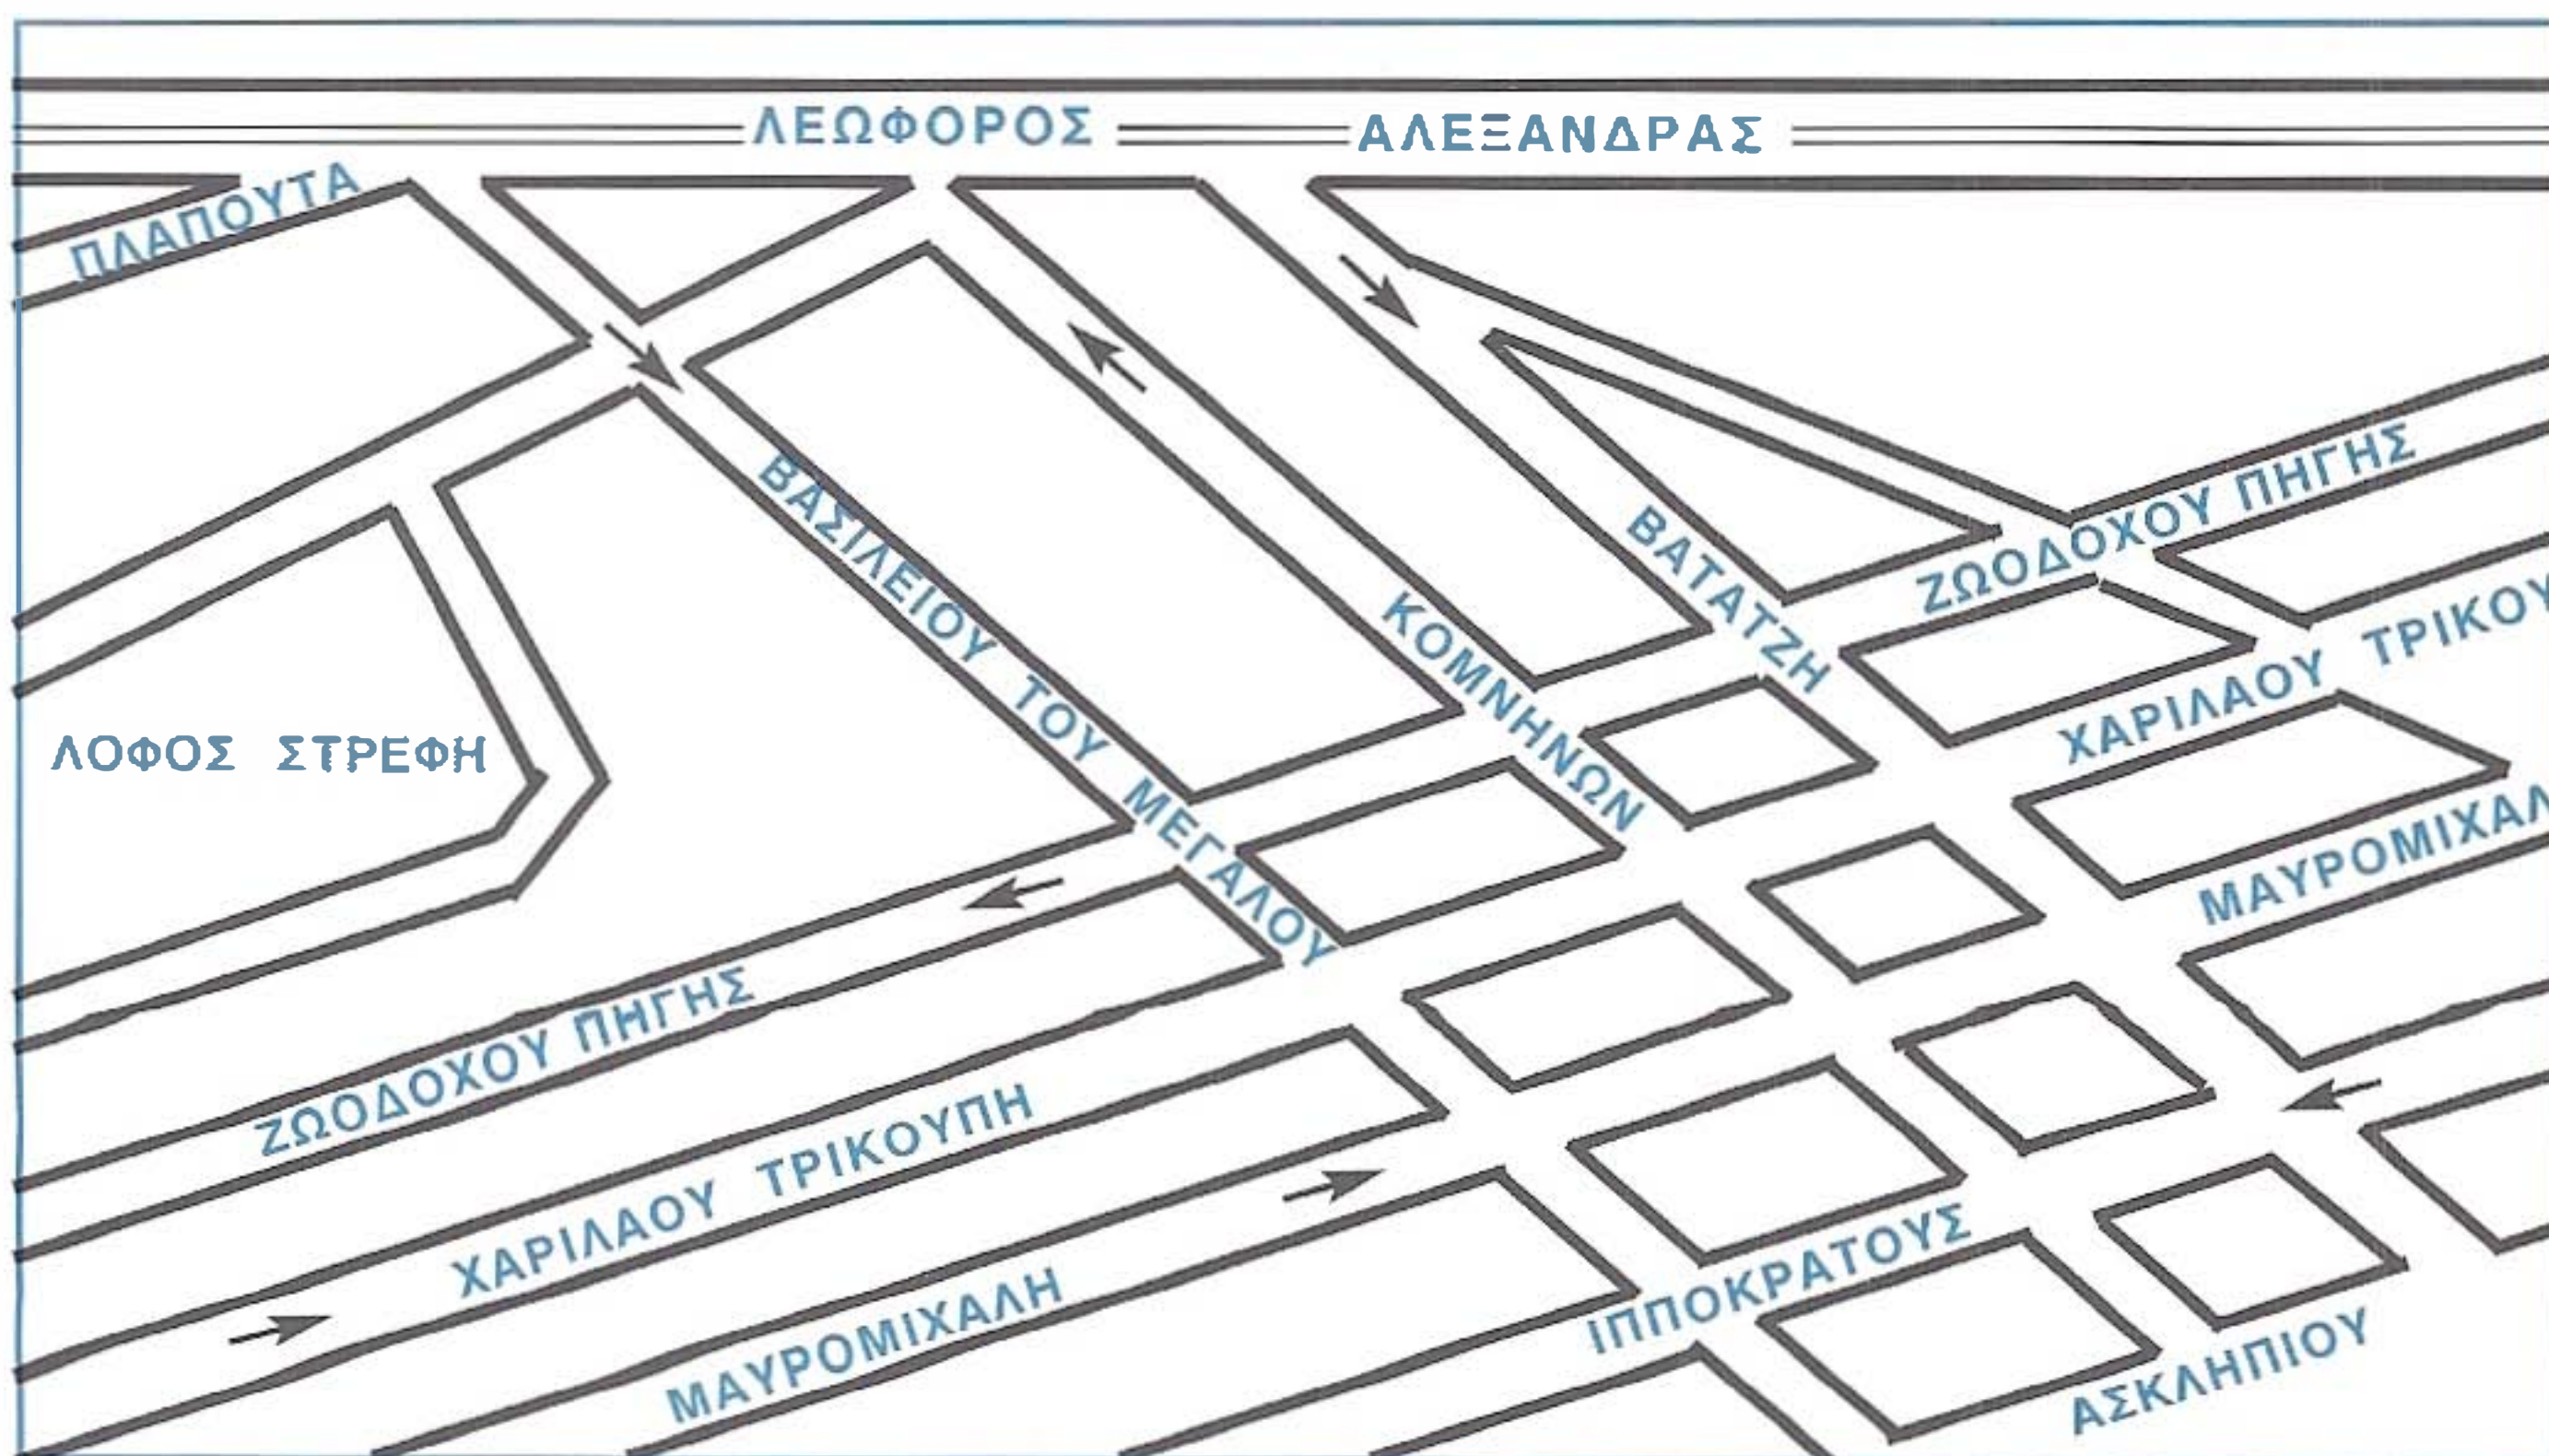 ΛΕΩΦΟΡΟΣ ΑΛΕΞΑΝΔΡΑΣ
ΠΛΑΠΟΥΤΑ
ΒΑΣΙΛΕΙΟΥ ΤΟΥ ΜΕΓΑΛΟΥ
ΚΟΜΝΗΝΩΝ
ΒΑΤΑΤΖΗ
ΖΩΟΔΟΧΟΥ ΠΗΓΗΣ
ΧΑΡΙΛΑΟΥ ΤΡΙΚΟΥ
ΜΑΥΡΟΜΙΧΑΛ
ΛΟΦΟΣ ΣΤΡΕΦΗ
ΖΩΟΔΟΧΟΥ ΠΗΓΗΣ
ΧΑΡΙΛΑΟΥ ΤΡΙΚΟΥΠΗ
ΜΑΥΡΟΜΙΧΑΛΗ
ΙΠΠΟΚΡΑΤΟΥΣ
ΑΣΚΛΗΠΙΟΥ